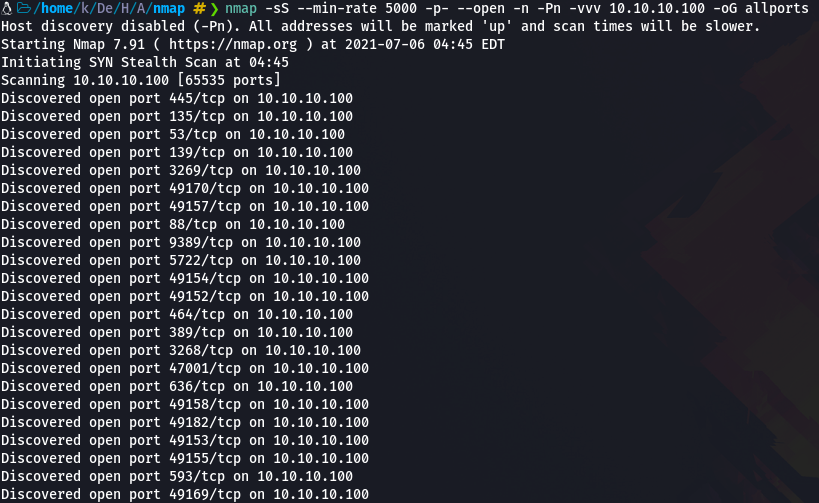 /home/k/De/H/A/nmap # ❯ nmap -sS --min-rate 5000 -p- --open -n -Pn -vvv 10.10.10.100 -oG allports
Host discovery disabled (-Pn). All addresses will be marked 'up' and scan times will be slower.
Starting Nmap 7.91 ( https://nmap.org ) at 2021-07-06 04:45 EDT
Initiating SYN Stealth Scan at 04:45
Scanning 10.10.10.100 [65535 ports]
Discovered open port 445/tcp on 10.10.10.100
Discovered open port 135/tcp on 10.10.10.100
Discovered open port 53/tcp on 10.10.10.100
Discovered open port 139/tcp on 10.10.10.100
Discovered open port 3269/tcp on 10.10.10.100
Discovered open port 49170/tcp on 10.10.10.100
Discovered open port 49157/tcp on 10.10.10.100
Discovered open port 88/tcp on 10.10.10.100
Discovered open port 9389/tcp on 10.10.10.100
Discovered open port 5722/tcp on 10.10.10.100
Discovered open port 49154/tcp on 10.10.10.100
Discovered open port 49152/tcp on 10.10.10.100
Discovered open port 464/tcp on 10.10.10.100
Discovered open port 389/tcp on 10.10.10.100
Discovered open port 3268/tcp on 10.10.10.100
Discovered open port 47001/tcp on 10.10.10.100
Discovered open port 636/tcp on 10.10.10.100
Discovered open port 49158/tcp on 10.10.10.100
Discovered open port 49182/tcp on 10.10.10.100
Discovered open port 49153/tcp on 10.10.10.100
Discovered open port 49155/tcp on 10.10.10.100
Discovered open port 593/tcp on 10.10.10.100
Discovered open port 49169/tcp on 10.10.10.100